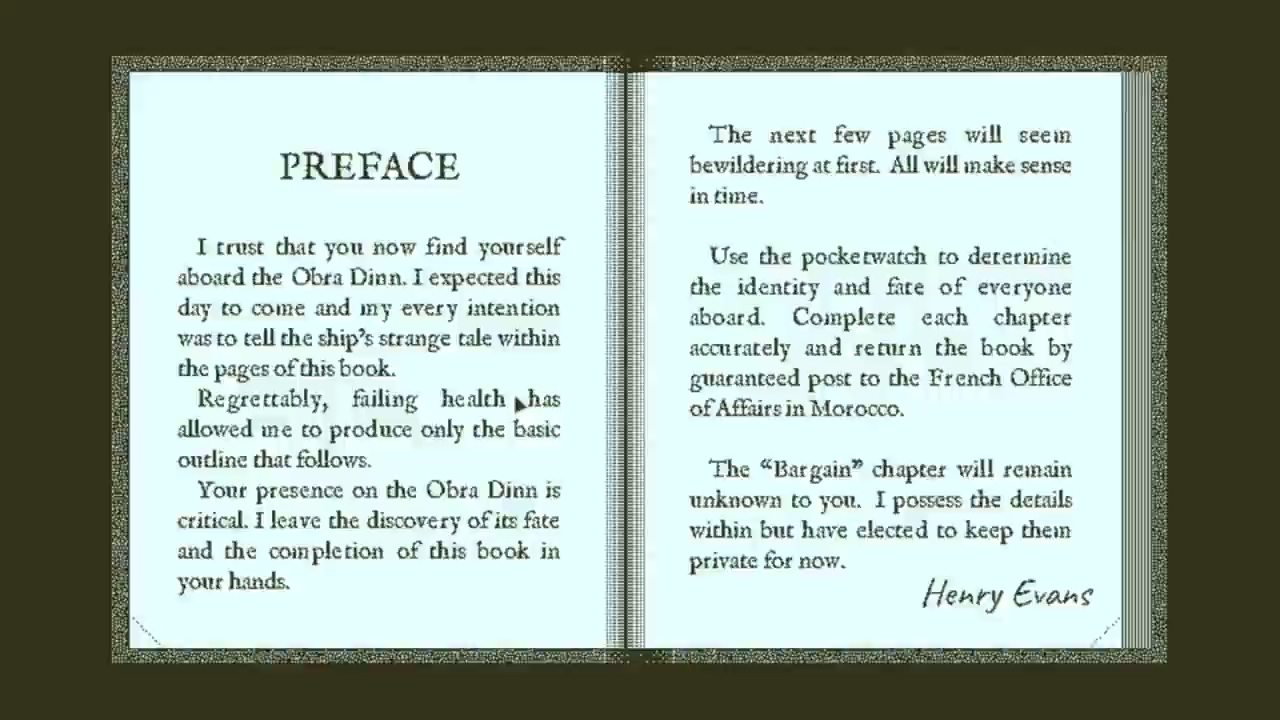 PREFACE
I trust that you now find yourself
aboard the Obra Dinn. I expected this
day to come and my every intention
was to tell the ship's strange tale within
the pages of this book.
Regrettably, failing health has
allowed me to produce only the basic
outline that follows.
Your presence on the Obra Dinn is
critical. I leave the discovery of its fate
and the completion of this book in
your hands.
The next few pages will seem
bewildering at first. All will make sense
in time.
Use the pocketwatch to determine
the identity and fate of everyone
aboard. Complete each chapter
accurately and return the book by
guaranteed post to the French Office
of Affairs in Morocco.
The “Bargain” chapter will remain
unknown to you. I possess the details
within but have elected to keep them
private for now.
Henry Evans